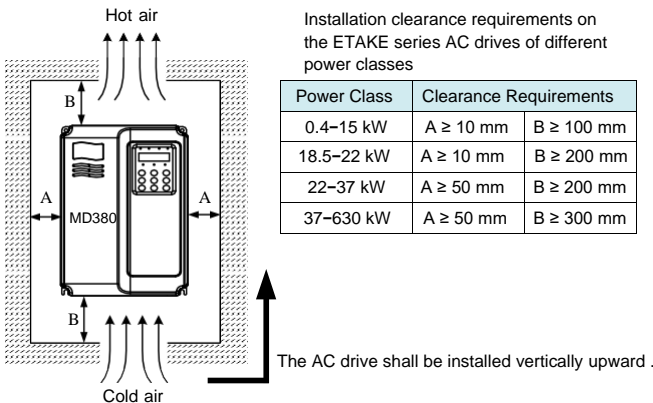 Hot air
B
A
A
MD380
B
Cold air
Installation clearance requirements on
the ETAKE series AC drives of different
power classes
Power Class Clearance Requirements
0.4−15 kW A ≥ 10 mm B ≥ 100 mm
18.5−22 kW A ≥ 10 mm B ≥ 200 mm
22−37 kW A ≥ 50 mm B ≥ 200 mm
37−630 kW A ≥ 50 mm B ≥ 300 mm
The AC drive shall be installed vertically upward .